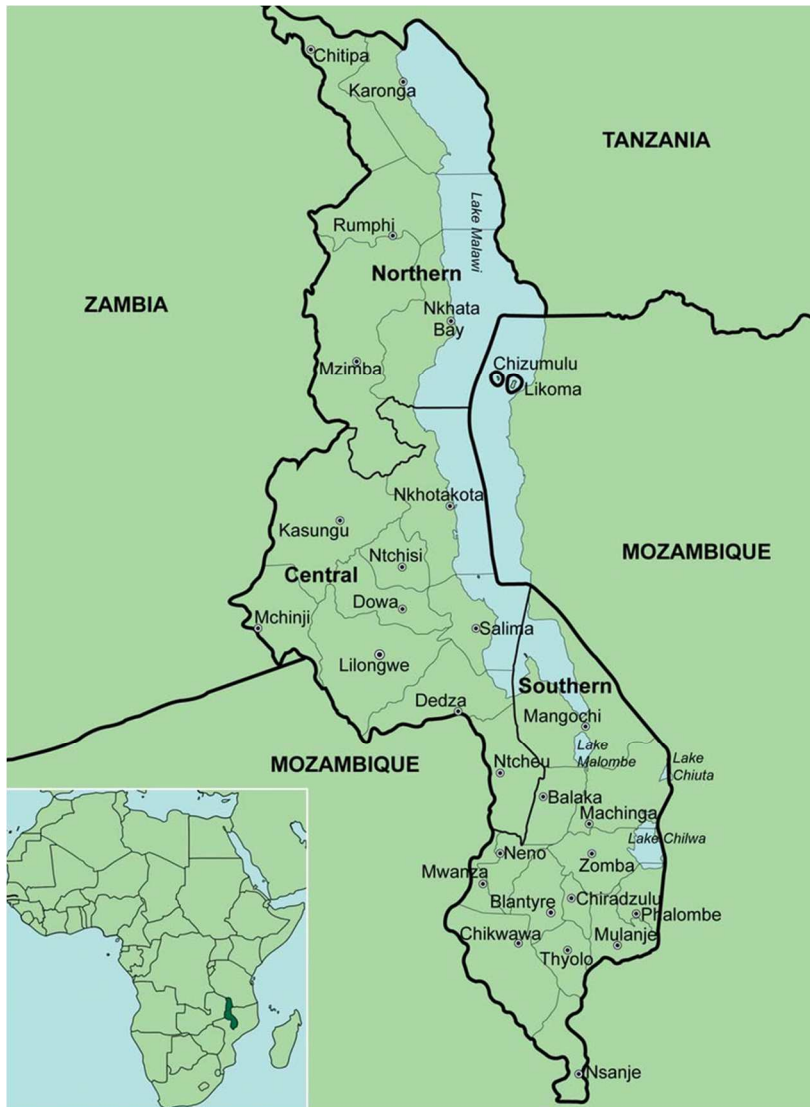 Chitipa
Karonga
TANZANIA
Lake Malawi
Rumphi
Northern
ZAMBIA
Nkhata
Bay
Mzimba
Chizumulu
Likoma
Nkhotakota
Kasungu
Ntchisi
MOZAMBIQUE
Central
Dowa
Mchinji
Salima
Lilongwe
Southern
Dedza
Mangochi
MOZAMBIQUE
Ntcheu
Lake
Malombe
Lake
Chiuta
Balaka
Machinga
Lake Chilwa
Neno
Zomba
Mwanza
Blantyre
Chiradzulu
Phalombe
Chikwawa
Mulanje
Thyolo
Nsanje